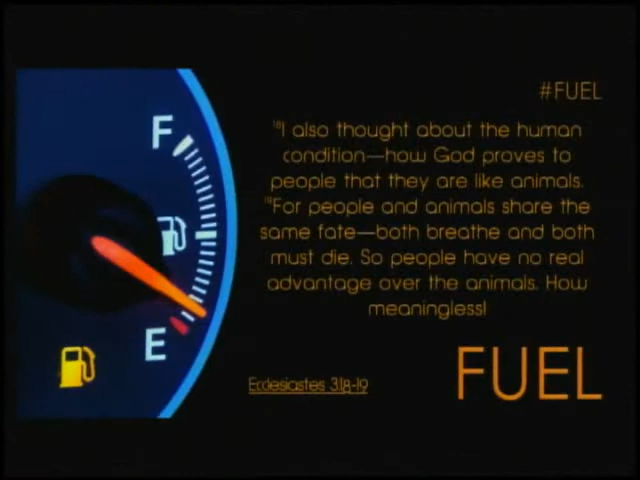 #FUEL
F
¹⁸I also thought about the human
condition—how God proves to
people that they are like animals.
¹⁹For people and animals share the
same fate—both breathe and both
must die. So people have no real
advantage over the animals. How
meaningless!
E
Ecclesiastes 3:18-19
FUEL